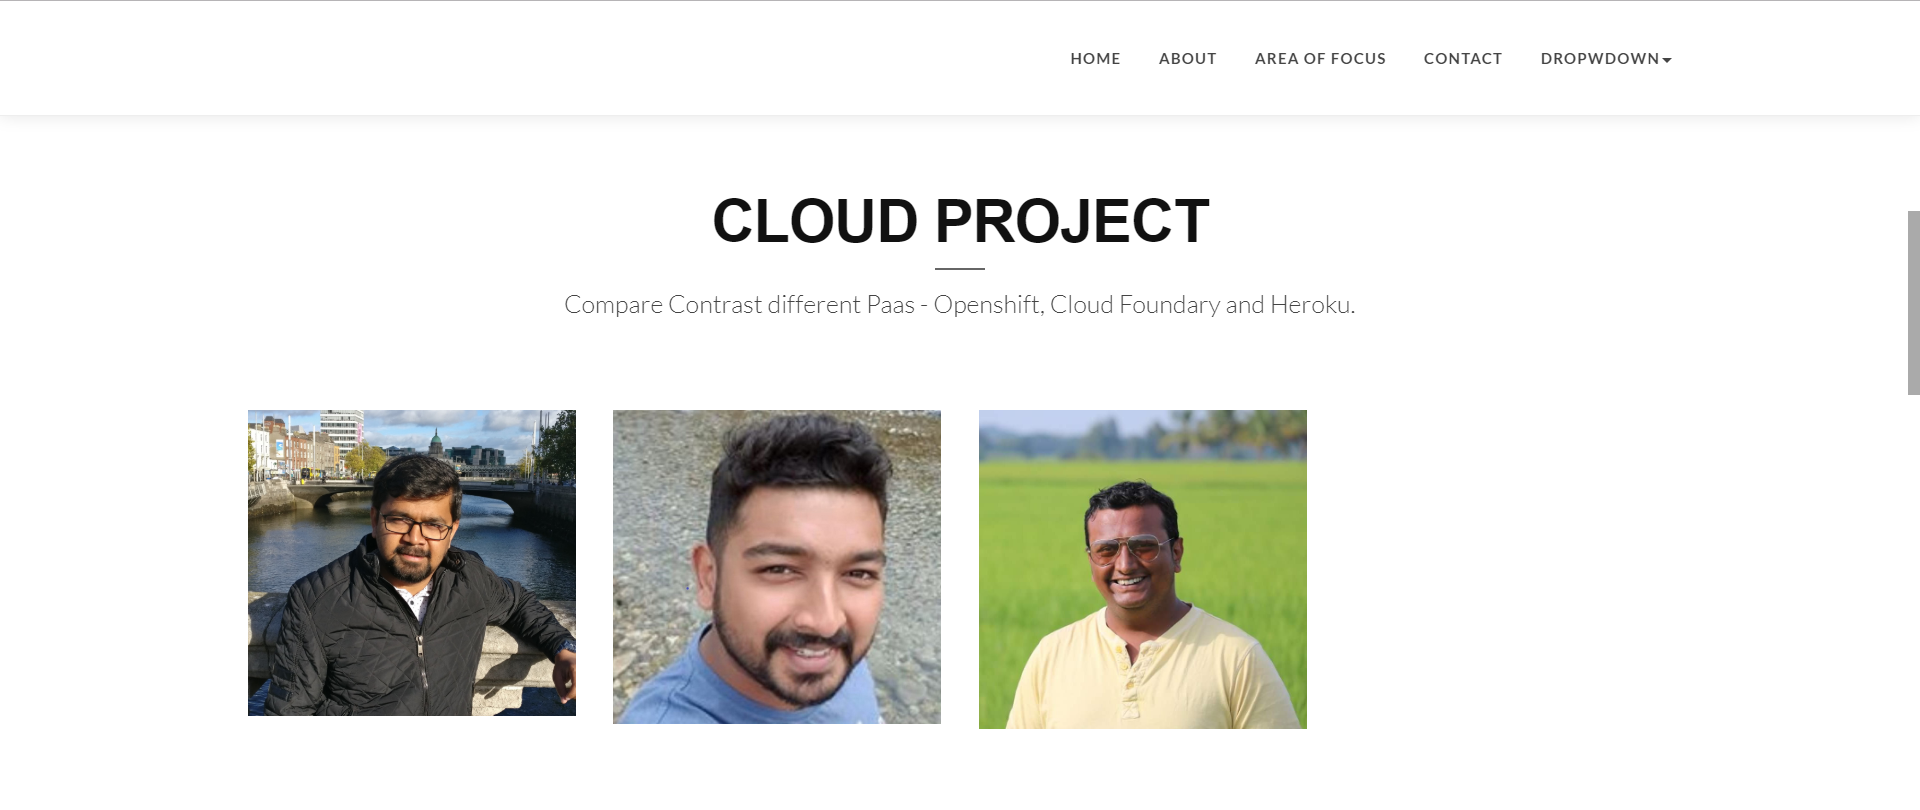 HOME ABOUT AREA OF FOCUS CONTACT DROPWDOWN
CLOUD PROJECT
Compare Contrast different Paas - Openshift, Cloud Foundary and Heroku.